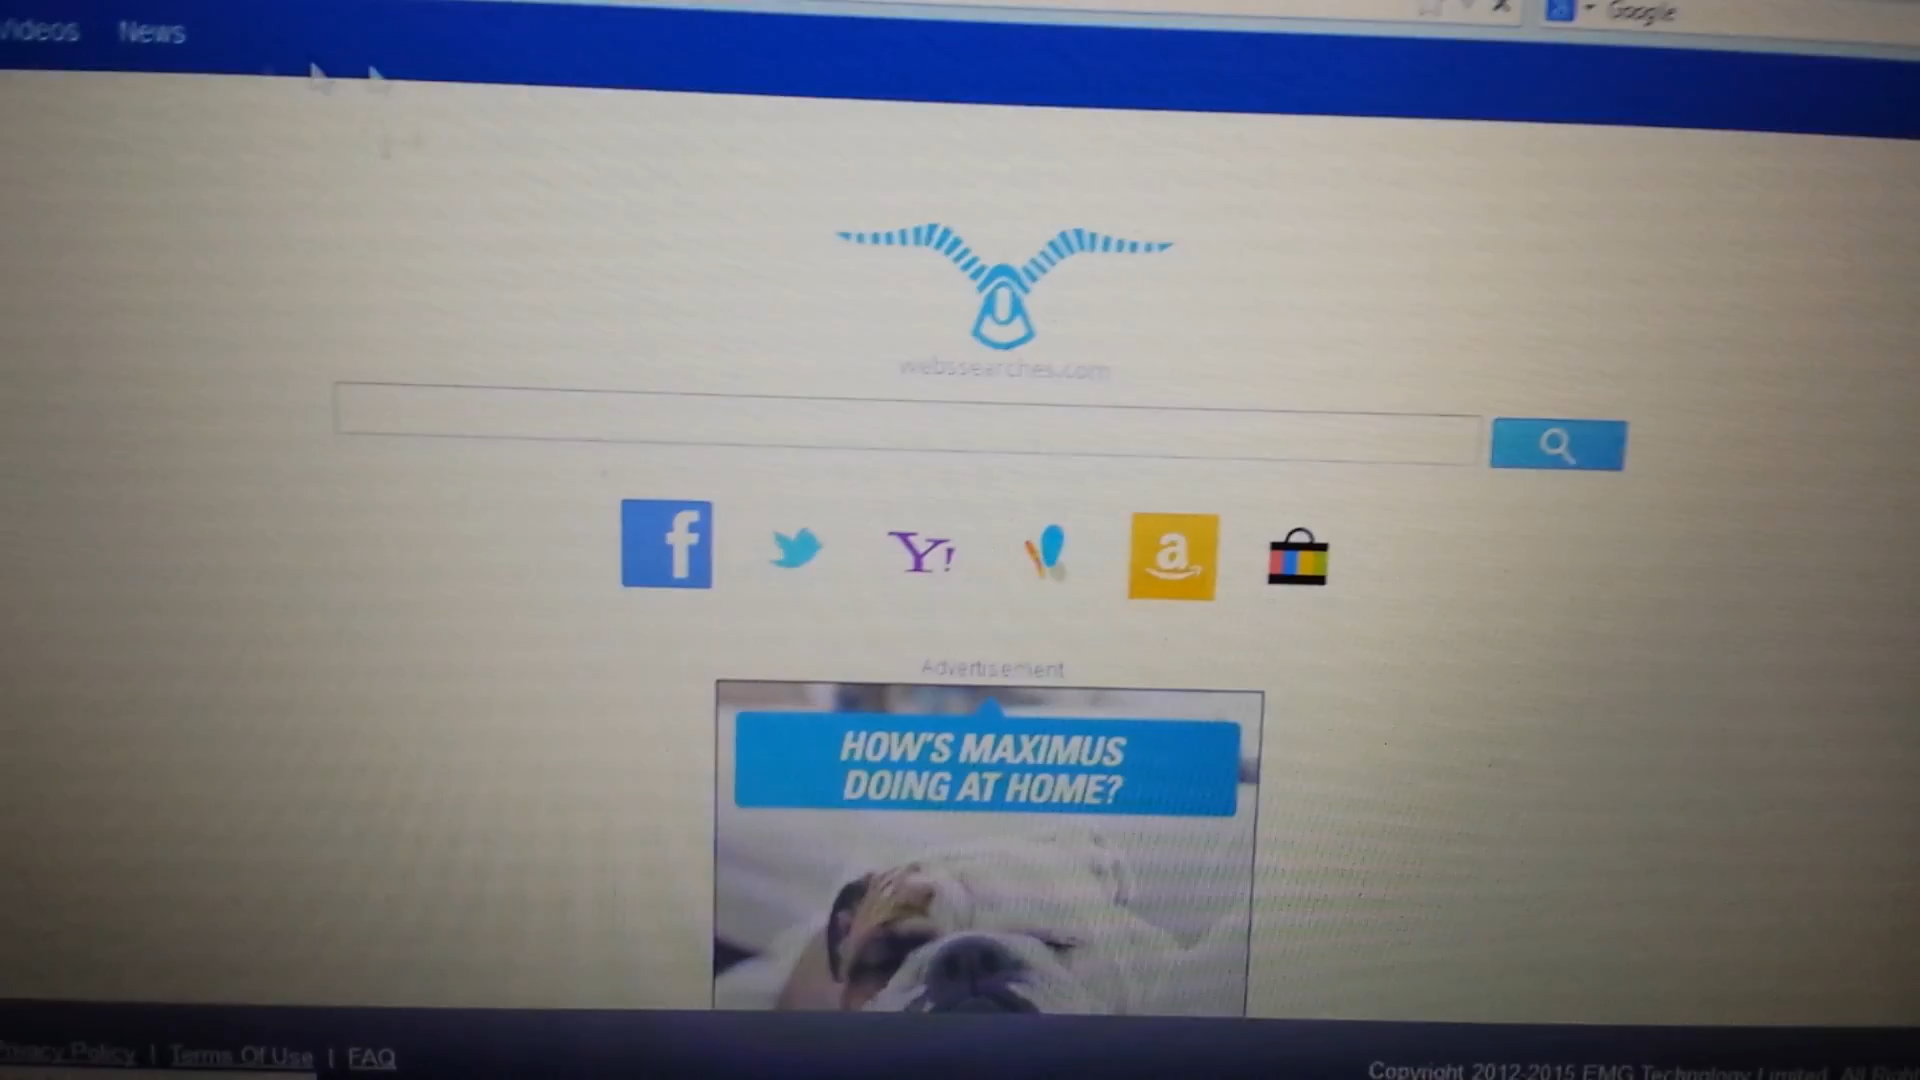 Videos News
Google
webssearches.com
f
Y!
a
Advertisement
HOW'S MAXIMUS
DOING AT HOME?
Privacy Policy | Terms Of Use | FAQ
Copyright 2012-2015 EMG Technology Limited. All